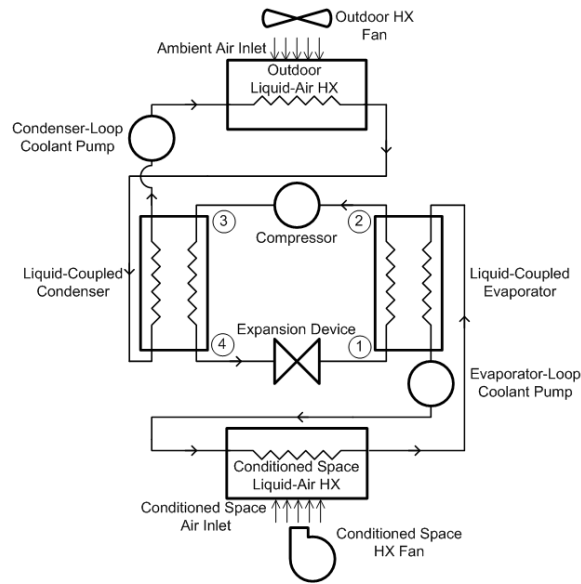 Outdoor HX
Fan
Ambient Air Inlet
Outdoor
Liquid-Air HX
Condenser-Loop
Coolant Pump
3
2
Compressor
Liquid-Coupled
Condenser
Liquid-Coupled
Evaporator
Expansion Device
4
1
Evaporator-Loop
Coolant Pump
Conditioned Space
Liquid-Air HX
Conditioned Space
Air Inlet
Conditioned Space
HX Fan